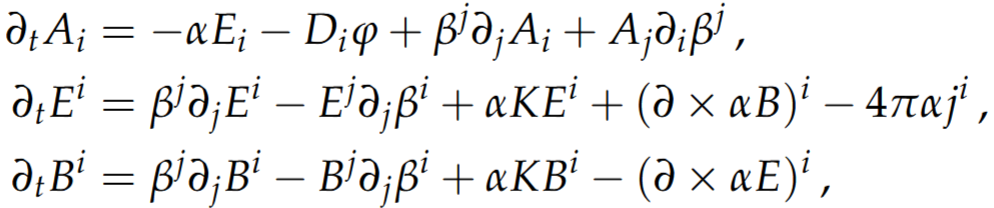 ∂ₜAᵢ = −αEᵢ − Dᵢφ + βʲ∂ⱼAᵢ + Aⱼ∂ᵢβʲ ,
∂ₜEⁱ = βʲ∂ⱼEⁱ − Eʲ∂ⱼβⁱ + αKEⁱ + (∂ × αB)ⁱ − 4παjⁱ ,
∂ₜBⁱ = βʲ∂ⱼBⁱ − Bʲ∂ⱼβⁱ + αKBⁱ − (∂ × αE)ⁱ ,